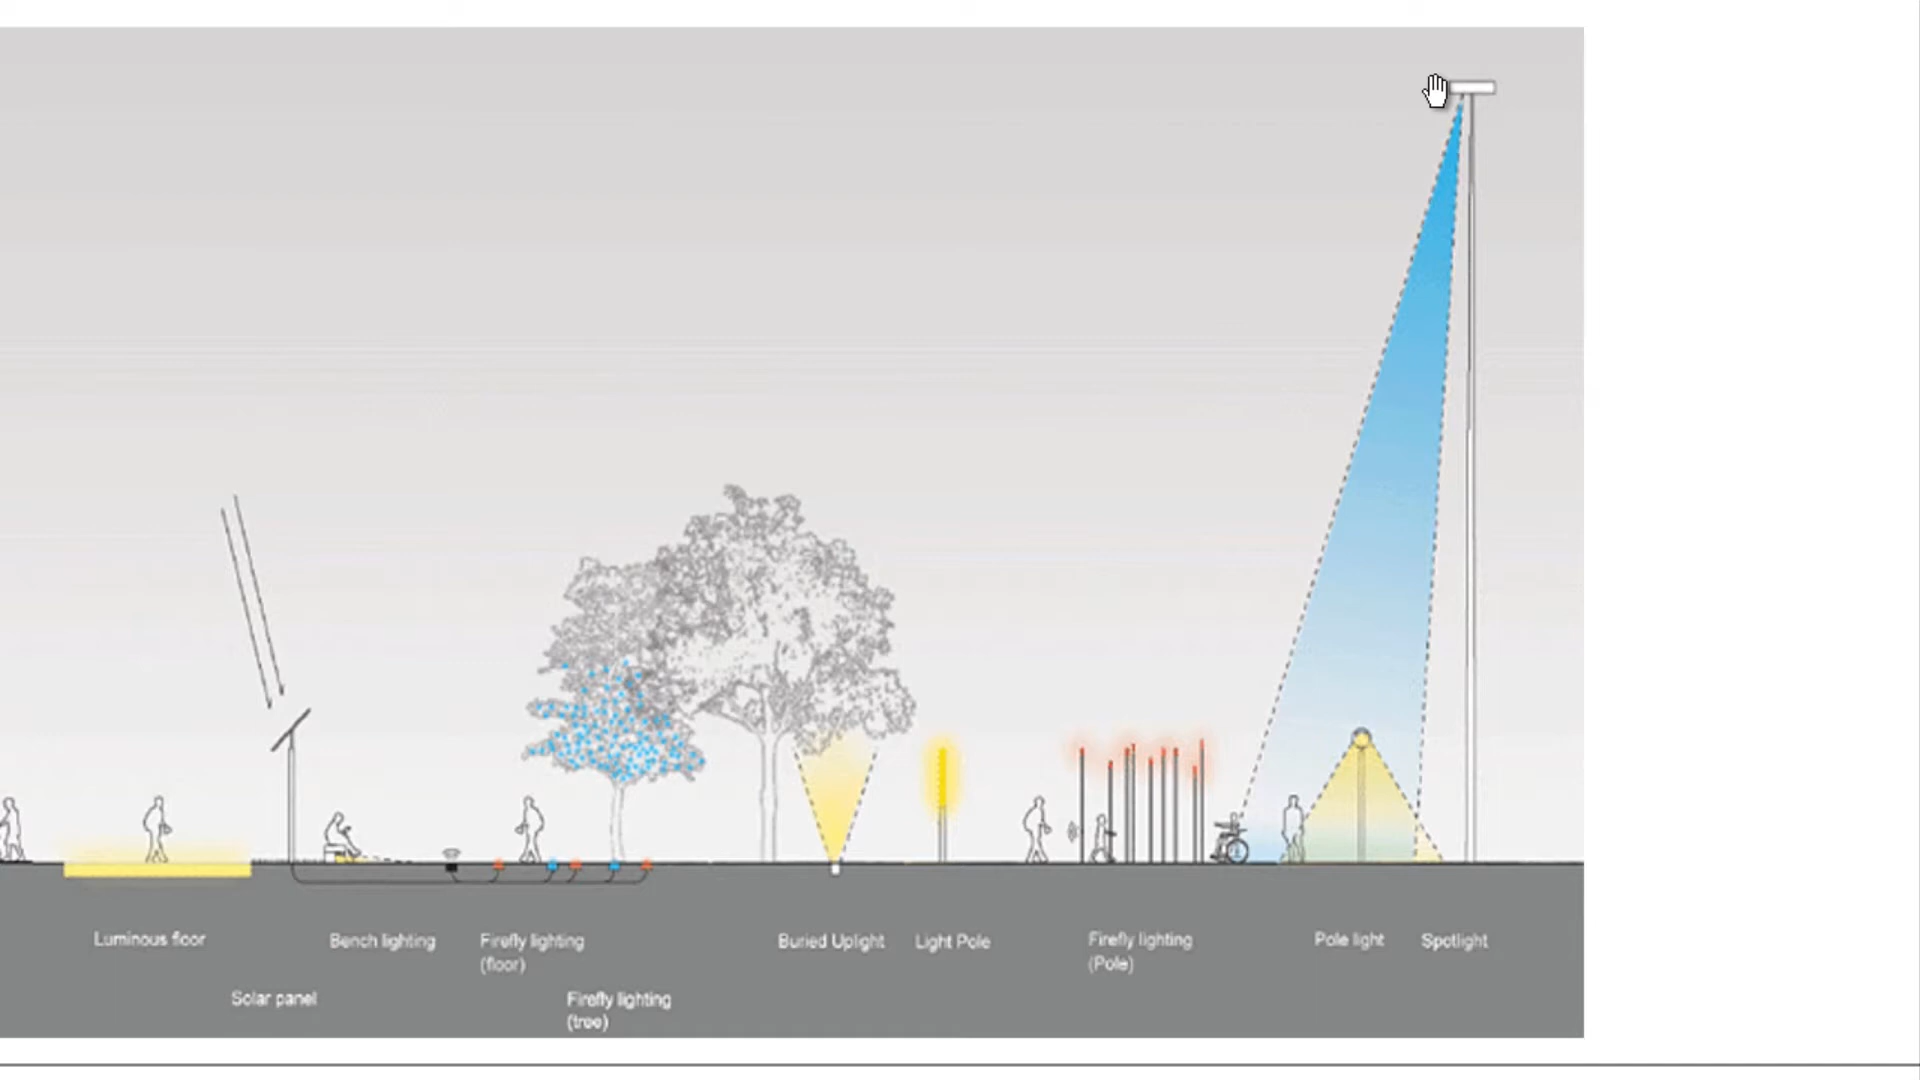 Luminous floor
Bench lighting
Firefly lighting
(floor)
Buried Uplight
Light Pole
Firefly lighting
(Pole)
Pole light
Spotlight
Solar panel
Firefly lighting
(tree)